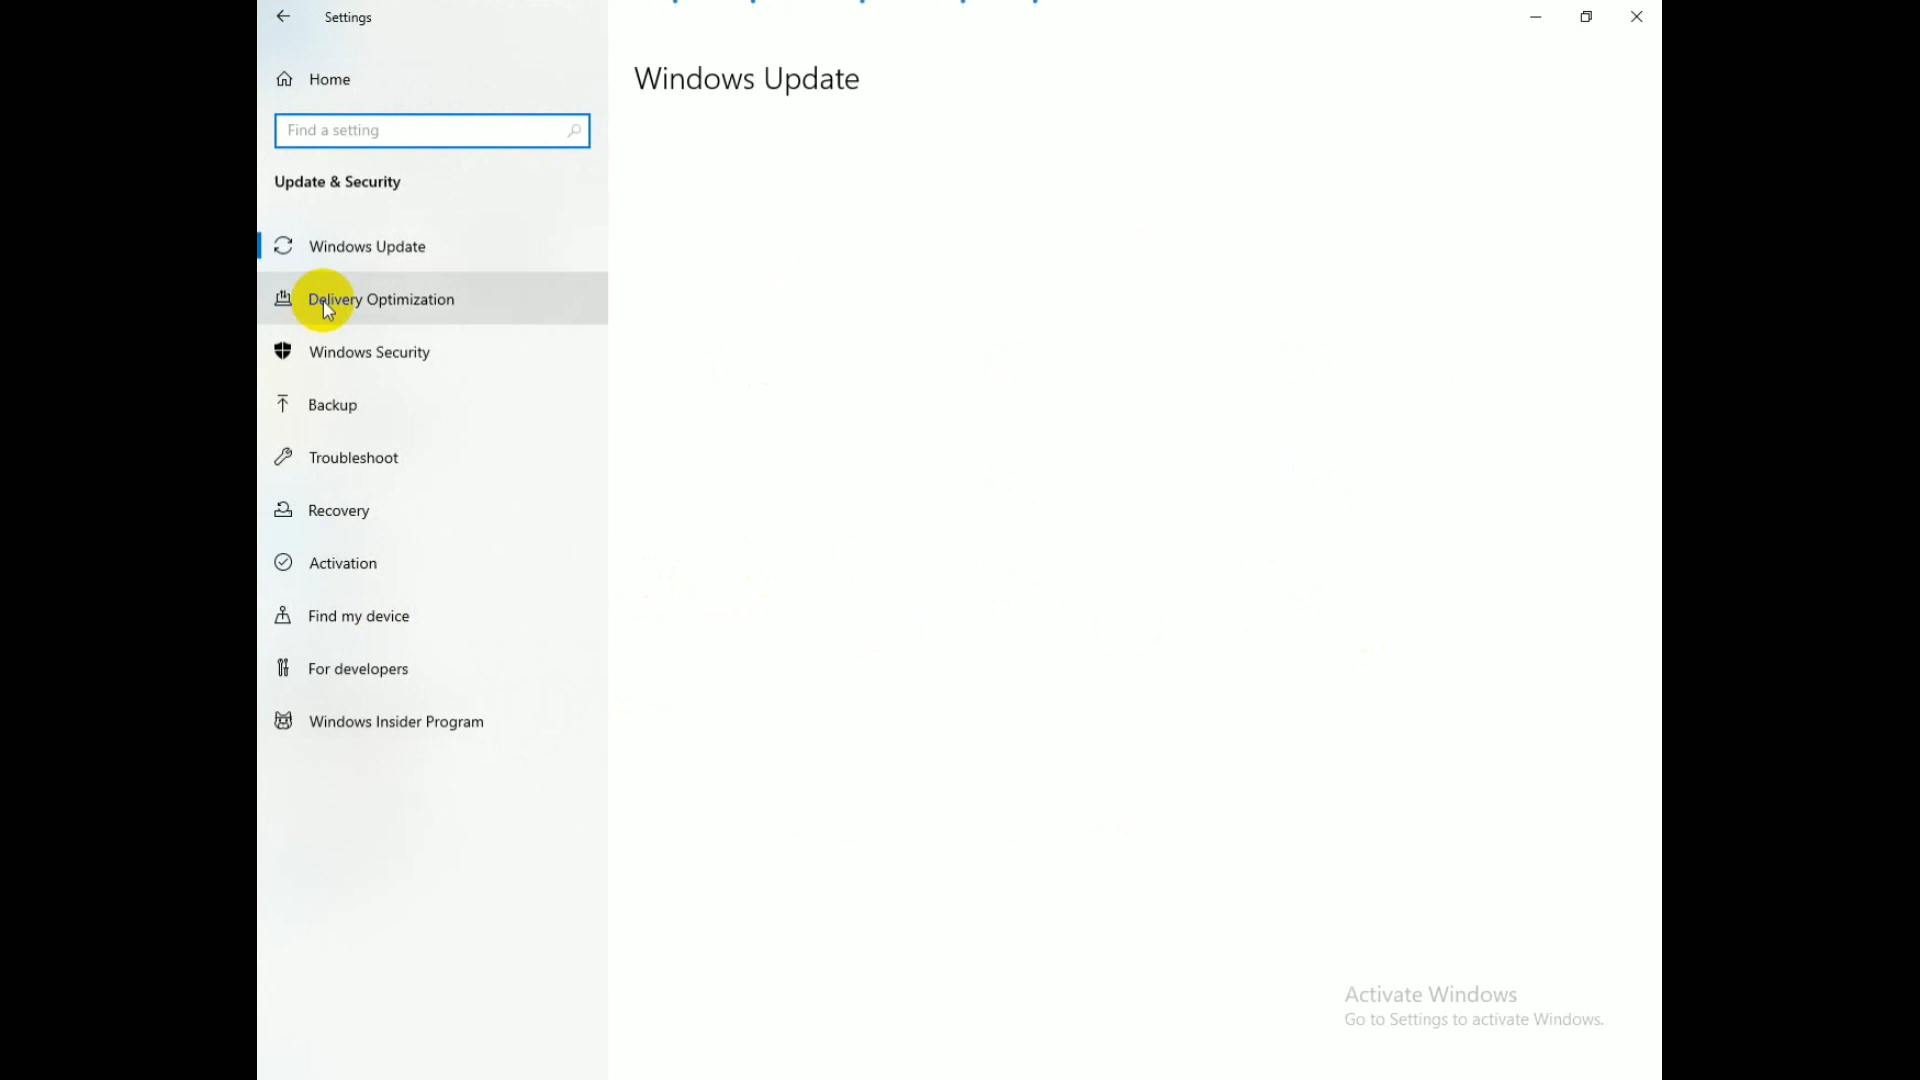 Settings
Home
Find a setting
Update & Security
Windows Update
Delivery Optimization
Windows Security
Backup
Troubleshoot
Recovery
Activation
Find my device
For developers
Windows Insider Program
Windows Update
Activate Windows
Go to Settings to activate Windows.